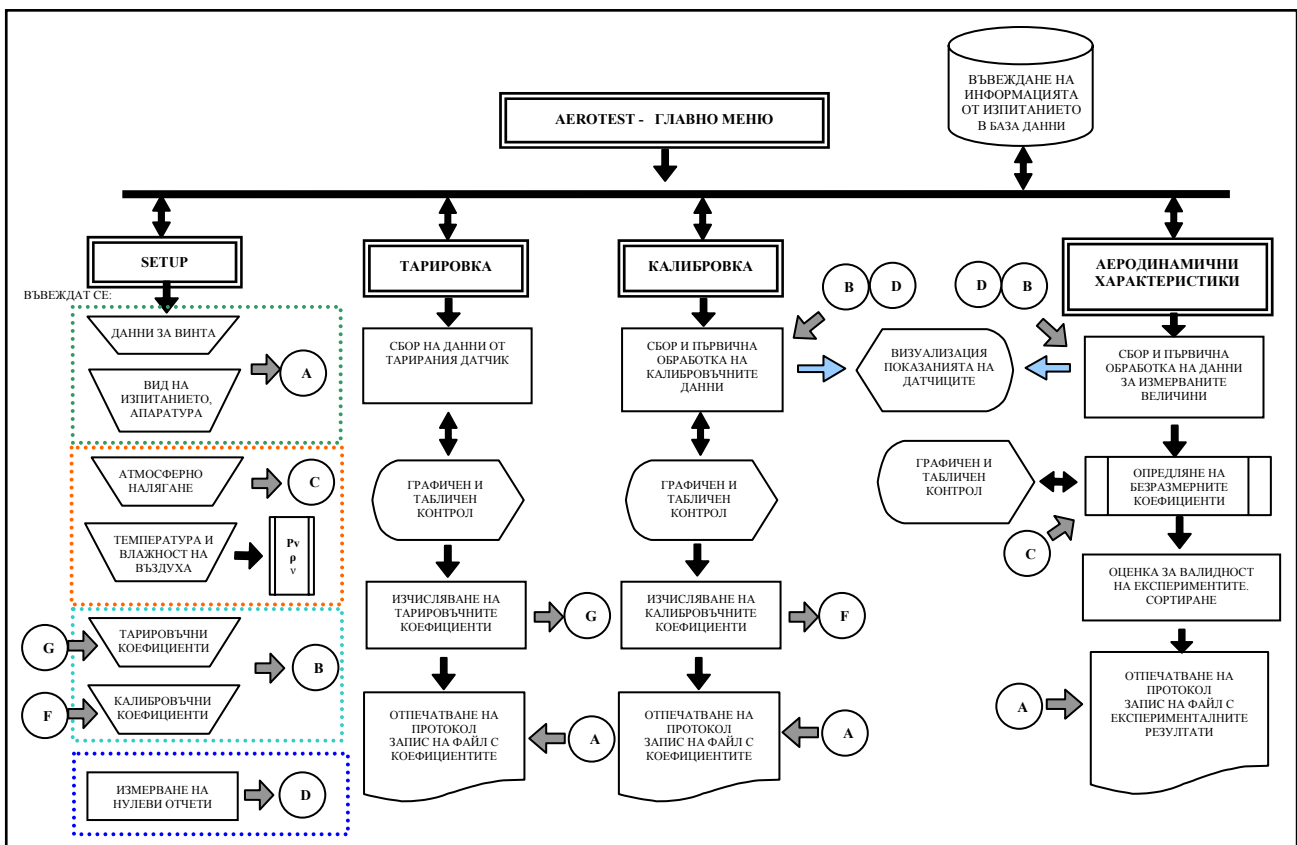 AEROTEST - ГЛАВНО МЕНЮ
ВЪВЕЖДАНЕ НА
ИНФОРМАЦИЯТА
ОТ ИЗПИТАНИЕТО
В БАЗА ДАННИ
SETUP
ВЪВЕЖДАТ СЕ:
ДАННИ ЗА ВИНТА
ВИД НА
ИЗПИТАНИЕТО,
АПАРАТУРА
A
АТМОСФЕРНО
НАЛЯГАНЕ
C
ТЕМПЕРАТУРА И
ВЛАЖНОСТ НА
ВЪЗДУХА
Pv
ρ
ν
G
ТАРИРОВЪЧНИ
КОЕФИЦИЕНТИ
B
F
КАЛИБРОВЪЧНИ
КОЕФИЦИЕНТИ
ИЗМЕРВАНЕ НА
НУЛЕВИ ОТЧЕТИ
D
ТАРИРОВКА
СБОР НА ДАННИ ОТ
ТАРИРАНИЯ ДАТЧИК
ГРАФИЧЕН И
ТАБЛИЧЕН
КОНТРОЛ
ИЗЧИСЛЯВАНЕ НА
ТАРИРОВЪЧНИТЕ
КОЕФИЦИЕНТИ
G
ОТПЕЧАТВАНЕ НА
ПРОТОКОЛ
ЗАПИС НА ФАЙЛ С
КОЕФИЦИЕНТИТЕ
A
КАЛИБРОВКА
B
D
СБОР И ПЪРВИЧНА
ОБРАБОТКА НА
КАЛИБРОВЪЧНИТЕ
ДАННИ
ГРАФИЧЕН И
ТАБЛИЧЕН
КОНТРОЛ
ИЗЧИСЛЯВАНЕ НА
КАЛИБРОВЪЧНИТЕ
КОЕФИЦИЕНТИ
F
ОТПЕЧАТВАНЕ НА
ПРОТОКОЛ
ЗАПИС НА ФАЙЛ С
КОЕФИЦИЕНТИТЕ
A
ВИЗУАЛИЗАЦИЯ
ПОКАЗАНИЯТА НА
ДАТЧИЦИТЕ
АЕРОДИНАМИЧНИ
ХАРАКТЕРИСТИКИ
D
B
СБОР И ПЪРВИЧНА
ОБРАБОТКА НА ДАННИ
ЗА ИЗМЕРВАНИТЕ
ВЕЛИЧИНИ
ГРАФИЧЕН И
ТАБЛИЧЕН
КОНТРОЛ
ОПРЕДЛЯНЕ НА
БЕЗРАЗМЕРНИТЕ
КОЕФИЦИЕНТИ
C
ОЦЕНКА ЗА ВАЛИДНОСТ
НА ЕКСПЕРИМЕНТИТЕ.
СОРТИРАНЕ
ОТПЕЧАТВАНЕ НА
ПРОТОКОЛ
ЗАПИС НА ФАЙЛ С
ЕКСПЕРИМЕНТАЛНИТЕ
РЕЗУЛТАТИ
A